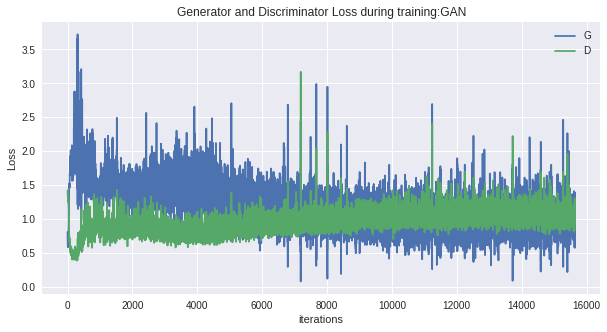 Generator and Discriminator Loss during training:GAN
G
D
Loss
3.5
3.0
2.5
2.0
1.5
1.0
0.5
0.0
0 2000 4000 6000 8000 10000 12000 14000 16000
iterations